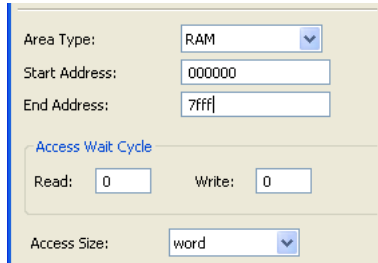 Area Type: RAM
Start Address: 000000
End Address: 7fff
Access Wait Cycle
Read: 0 Write: 0
Access Size: word